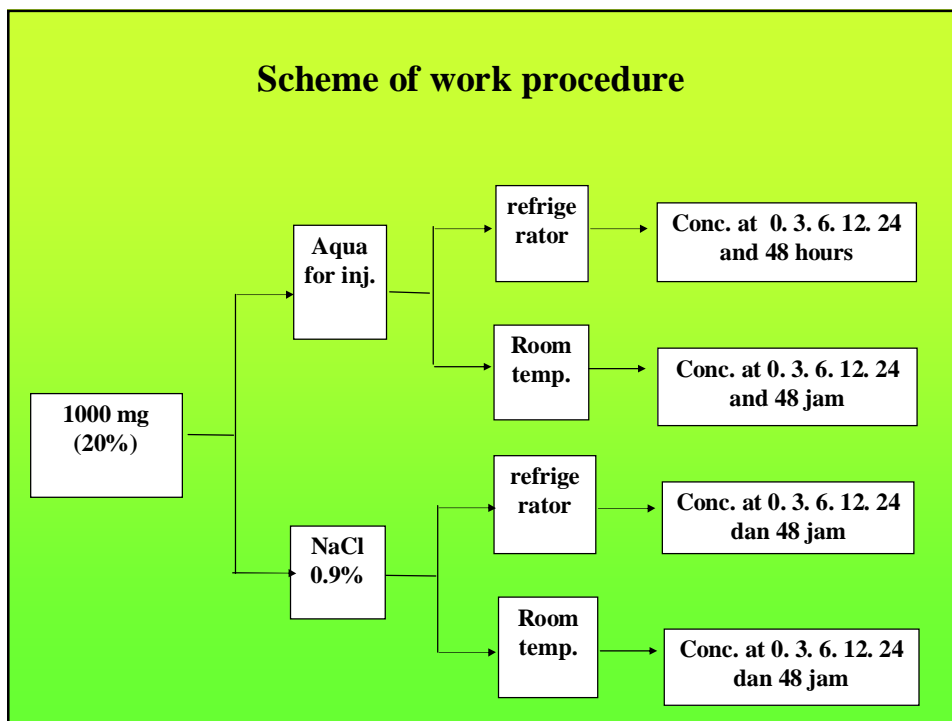 Scheme of work procedure
refrige
rator
Conc. at 0. 3. 6. 12. 24
and 48 hours
Aqua
for inj.
Room
temp.
Conc. at 0. 3. 6. 12. 24
and 48 jam
1000 mg
(20%)
refrige
rator
Conc. at 0. 3. 6. 12. 24
dan 48 jam
NaCl
0.9%
Room
temp.
Conc. at 0. 3. 6. 12. 24
dan 48 jam